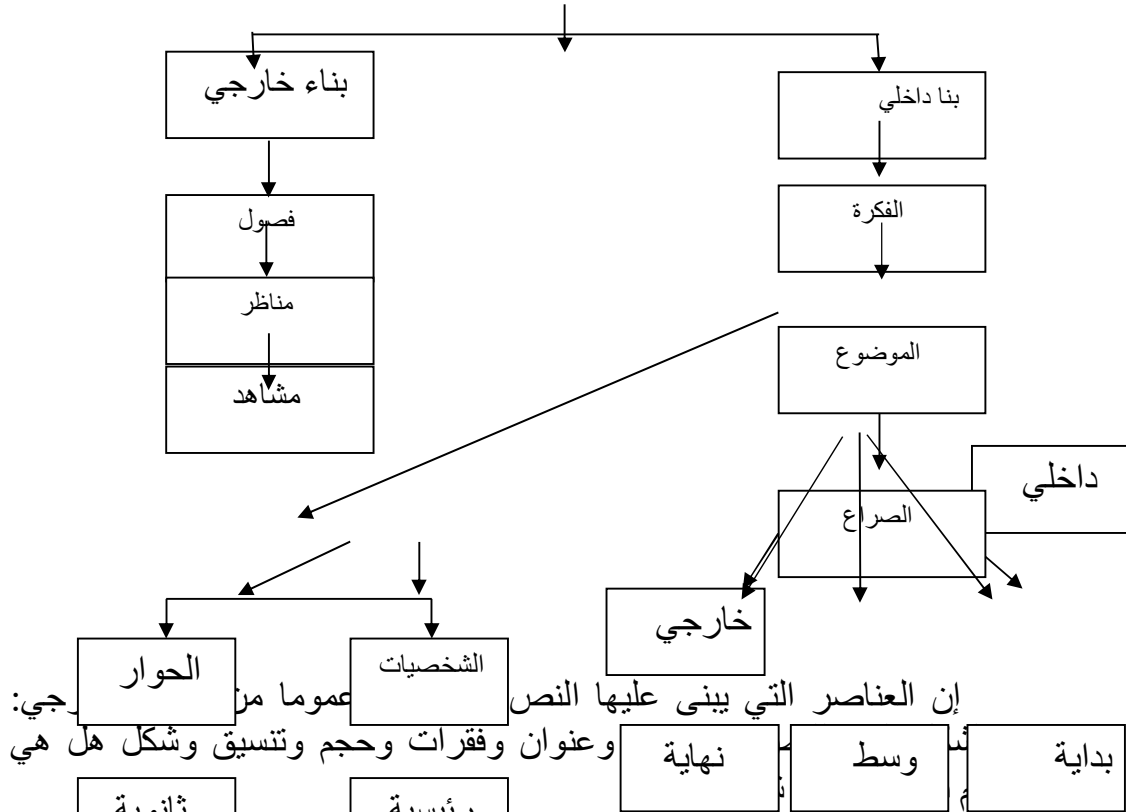 بناء خارجي
بنا داخلي
فصول
الفكرة
مناظر
الموضوع
مشاهد
داخلي
الصراع
خارجي
الحوار
الشخصيات
إن العناصر التي يبنى عليها النص عموما من رجي:
وعنوان وفقرات وحجم وتنسيق وشكل هل هي
بداية
وسط
نهاية
رئيسية
ثانوية